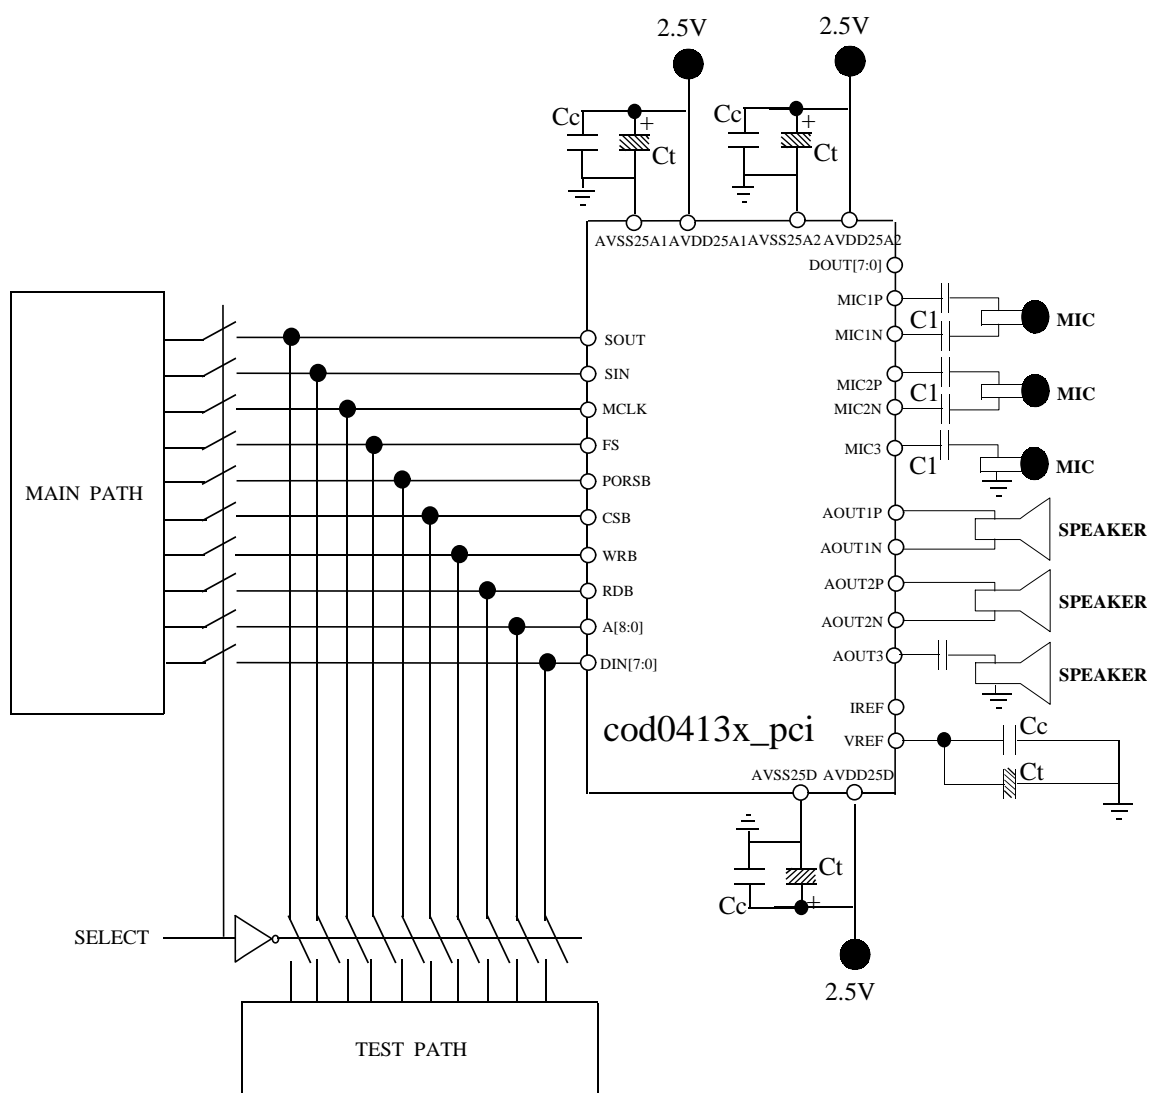 2.5V 2.5V
Cc + Ct Cc + Ct
AVSS25A1 AVDD25A1 AVSS25A2 AVDD25A2
DOUT[7:0]
MIC1P
C1 MIC
MIC1N
SOUT
SIN
MIC2P
C1 MIC
MIC2N
MCLK
FS
MIC3
C1 MIC
MAIN PATH
PORSB
CSB
AOUT1P
SPEAKER
AOUT1N
WRB
RDB
AOUT2P
SPEAKER
AOUT2N
A[8:0]
DIN[7:0]
AOUT3
SPEAKER
IREF
cod0413x_pci
VREF
Cc
Ct
AVSS25D AVDD25D
Ct
Cc +
SELECT
2.5V
TEST PATH